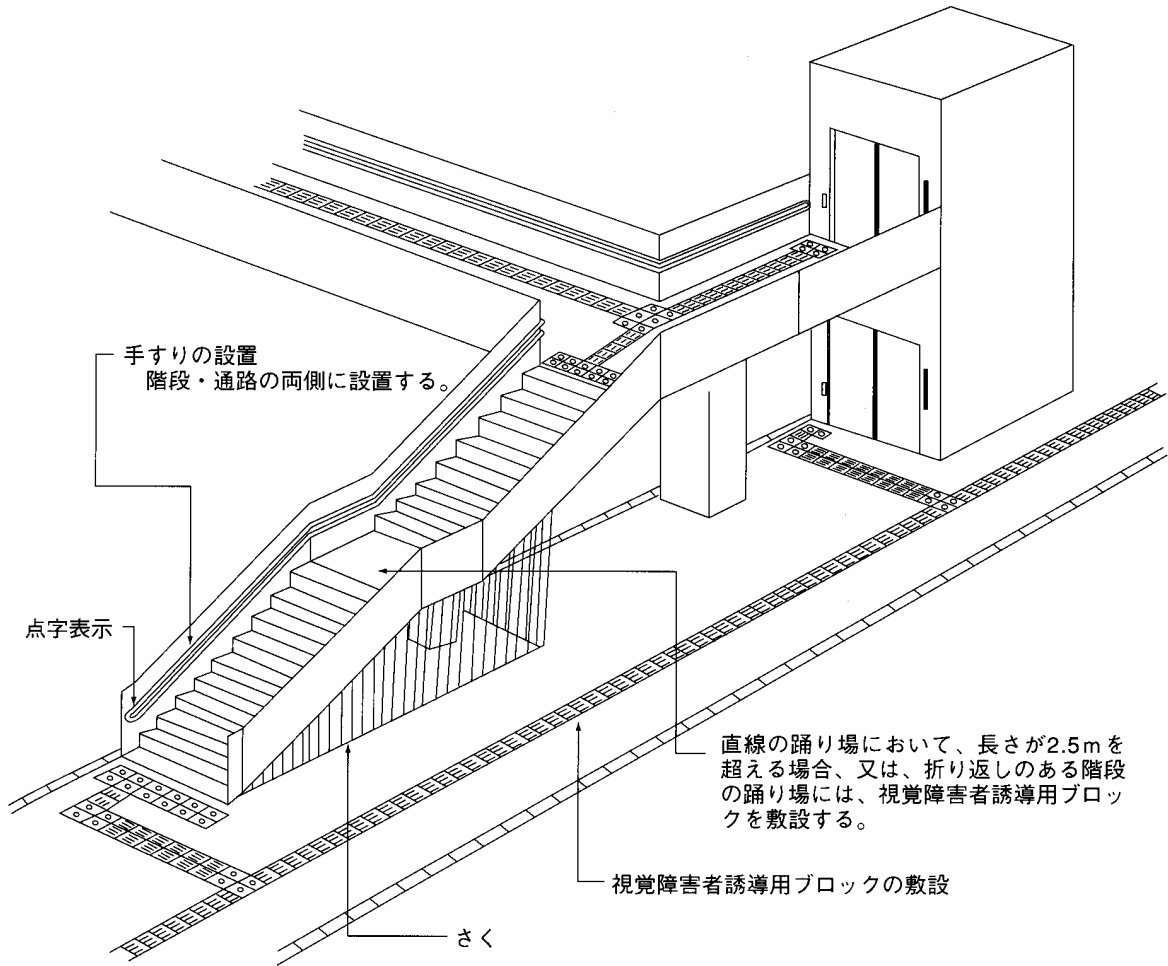 手すりの設置
階段・通路の両側に設置する。
点字表示
直線の踊り場において、長さが2.5mを
超える場合、又は、折り返しのある階段
の踊り場には、視覚障害者誘導用ブロッ
クを敷設する。
視覚障害者誘導用ブロックの敷設
さく